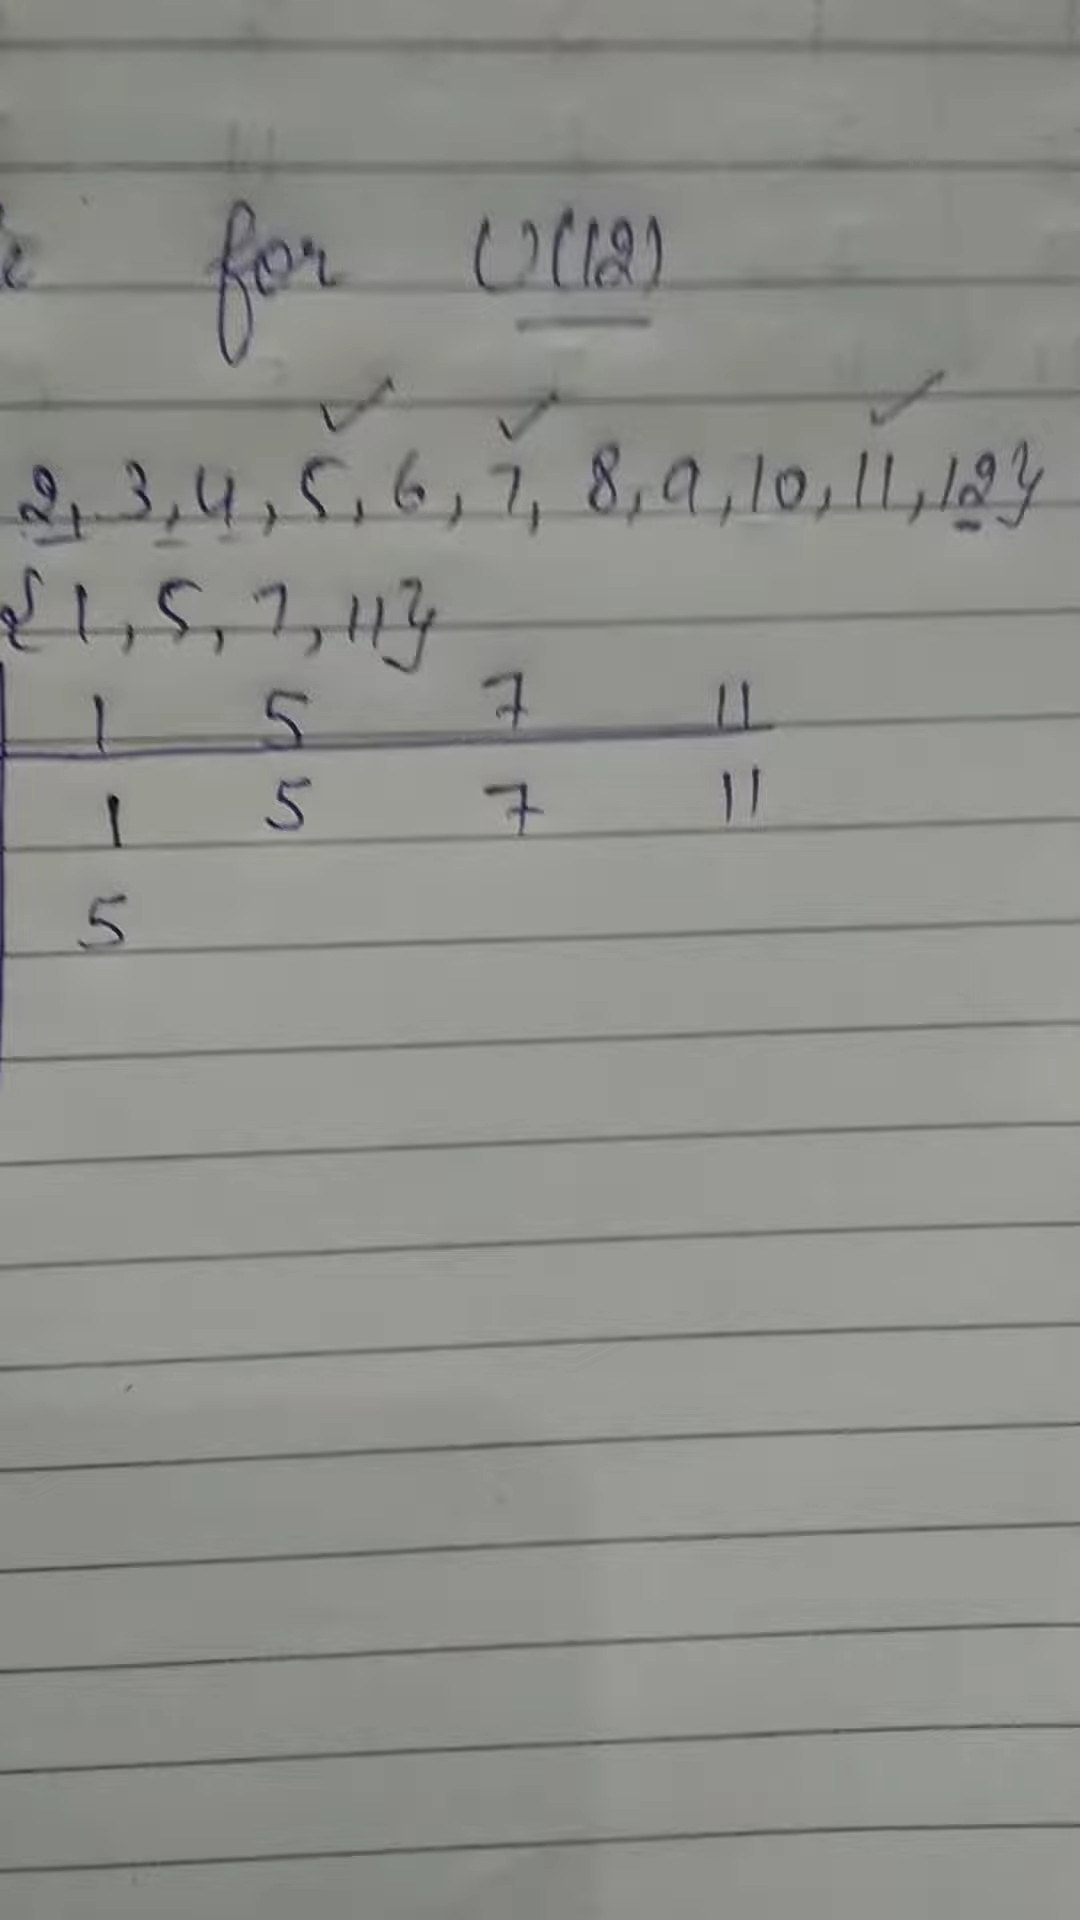 for U(12)
2, 3, 4, 5, 6, 7, 8, 9, 10, 11, 12}
{1, 5, 7, 11}
1 5 7 11
1 5 7 11
5